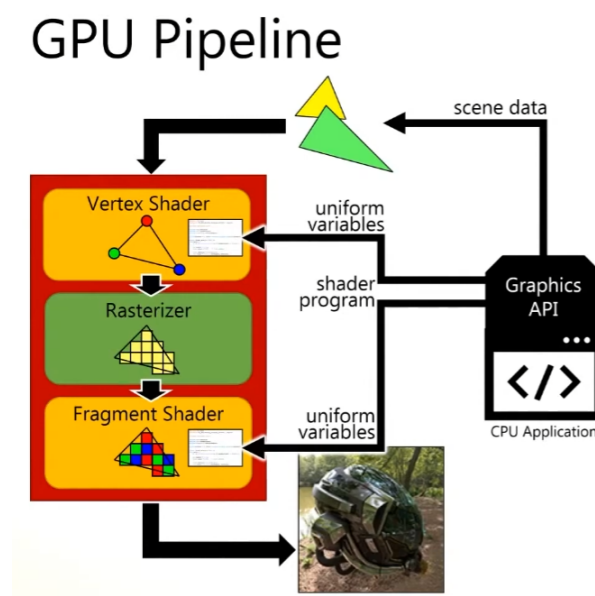 GPU Pipeline
scene data
Vertex Shader
uniform
variables
shader
program
Graphics
API
</>
Rasterizer
Fragment Shader
uniform
variables
CPU Application